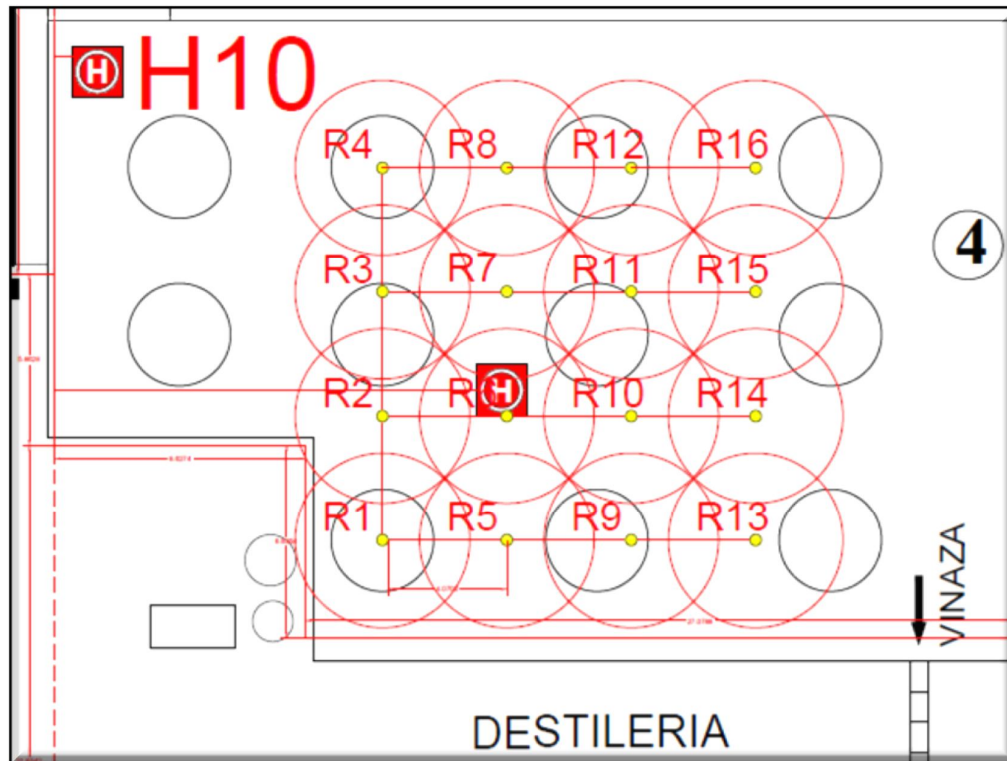 H H10
R4 R8 R12 R16
4
R3 R7 R11 R15
H
R2 R10 R14
R1 R5 R9 R13
VINAZA
DESTILERIA